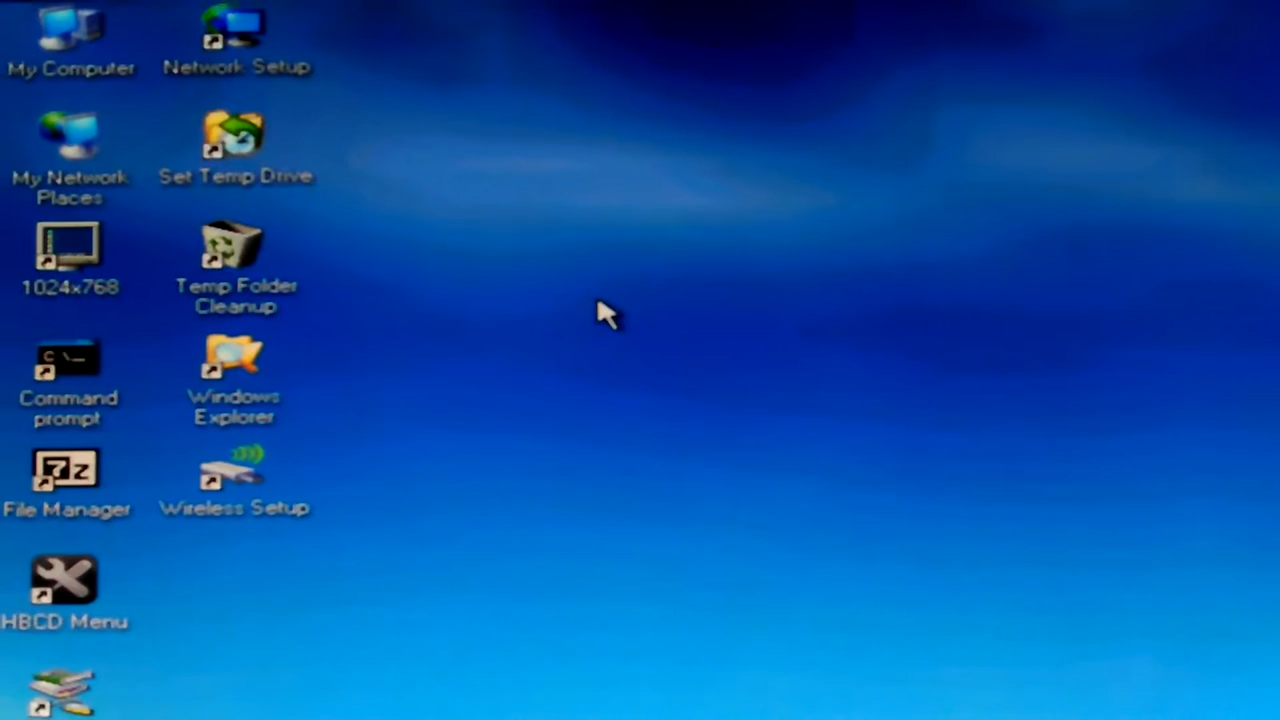 My Computer
Network Setup
My Network
Places
Set Temp Drive
1024x768
Temp Folder
Cleanup
C:\_
Command
prompt
Windows
Explorer
7z
File Manager
Wireless Setup
HBCD Menu